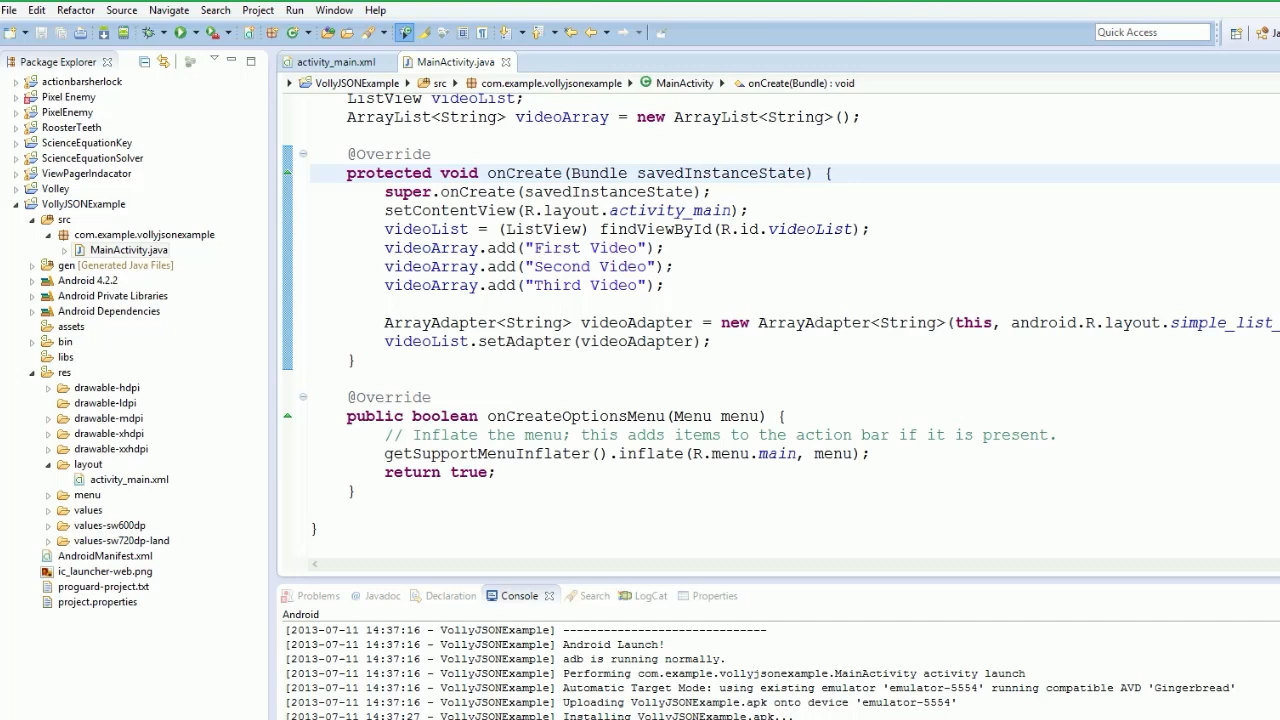 File Edit Refactor Source Navigate Search Project Run Window Help
Quick Access
Package Explorer
activity_main.xml
MainActivity.java
VollyJSONExample
src
com.example.vollyjsonexample
MainActivity
onCreate(Bundle) : void
actionbarsherlock
Pixel Enemy
PixelEnemy
RoosterTeeth
ScienceEquationKey
ScienceEquationSolver
ViewPagerIndicator
Volley
VollyJSONExample
src
com.example.vollyjsonexample
MainActivity.java
gen [Generated Java Files]
Android 4.2.2
Android Private Libraries
Android Dependencies
assets
bin
libs
res
drawable-hdpi
drawable-ldpi
drawable-mdpi
drawable-xhdpi
drawable-xxhdpi
layout
activity_main.xml
menu
values
values-sw600dp
values-sw720dp-land
AndroidManifest.xml
ic_launcher-web.png
proguard-project.txt
project.properties
ListView videoList;
ArrayList<String> videoArray = new ArrayList<String>();
@Override
protected void onCreate(Bundle savedInstanceState) {
super.onCreate(savedInstanceState);
setContentView(R.layout.activity_main);
videoList = (ListView) findViewById(R.id.videoList);
videoArray.add("First Video");
videoArray.add("Second Video");
videoArray.add("Third Video");
ArrayAdapter<String> videoAdapter = new ArrayAdapter<String>(this, android.R.layout.simple_list_
videoList.setAdapter(videoAdapter);
}
@Override
public boolean onCreateOptionsMenu(Menu menu) {
// Inflate the menu; this adds items to the action bar if it is present.
getSupportMenuInflater().inflate(R.menu.main, menu);
return true;
}
}
Problems Javadoc Declaration Console Search LogCat Properties
Android
[2013-07-11 14:37:16 - VollyJSONExample] ------------------------------
[2013-07-11 14:37:16 - VollyJSONExample] Android Launch!
[2013-07-11 14:37:16 - VollyJSONExample] adb is running normally.
[2013-07-11 14:37:16 - VollyJSONExample] Performing com.example.vollyjsonexample.MainActivity activity launch
[2013-07-11 14:37:16 - VollyJSONExample] Automatic Target Mode: using existing emulator 'emulator-5554' running compatible AVD 'Gingerbread'
[2013-07-11 14:37:16 - VollyJSONExample] Uploading VollyJSONExample.apk onto device 'emulator-5554'
[2013-07-11 14:37:27 - VollyJSONExample] Installing VollyJSONExample.apk...